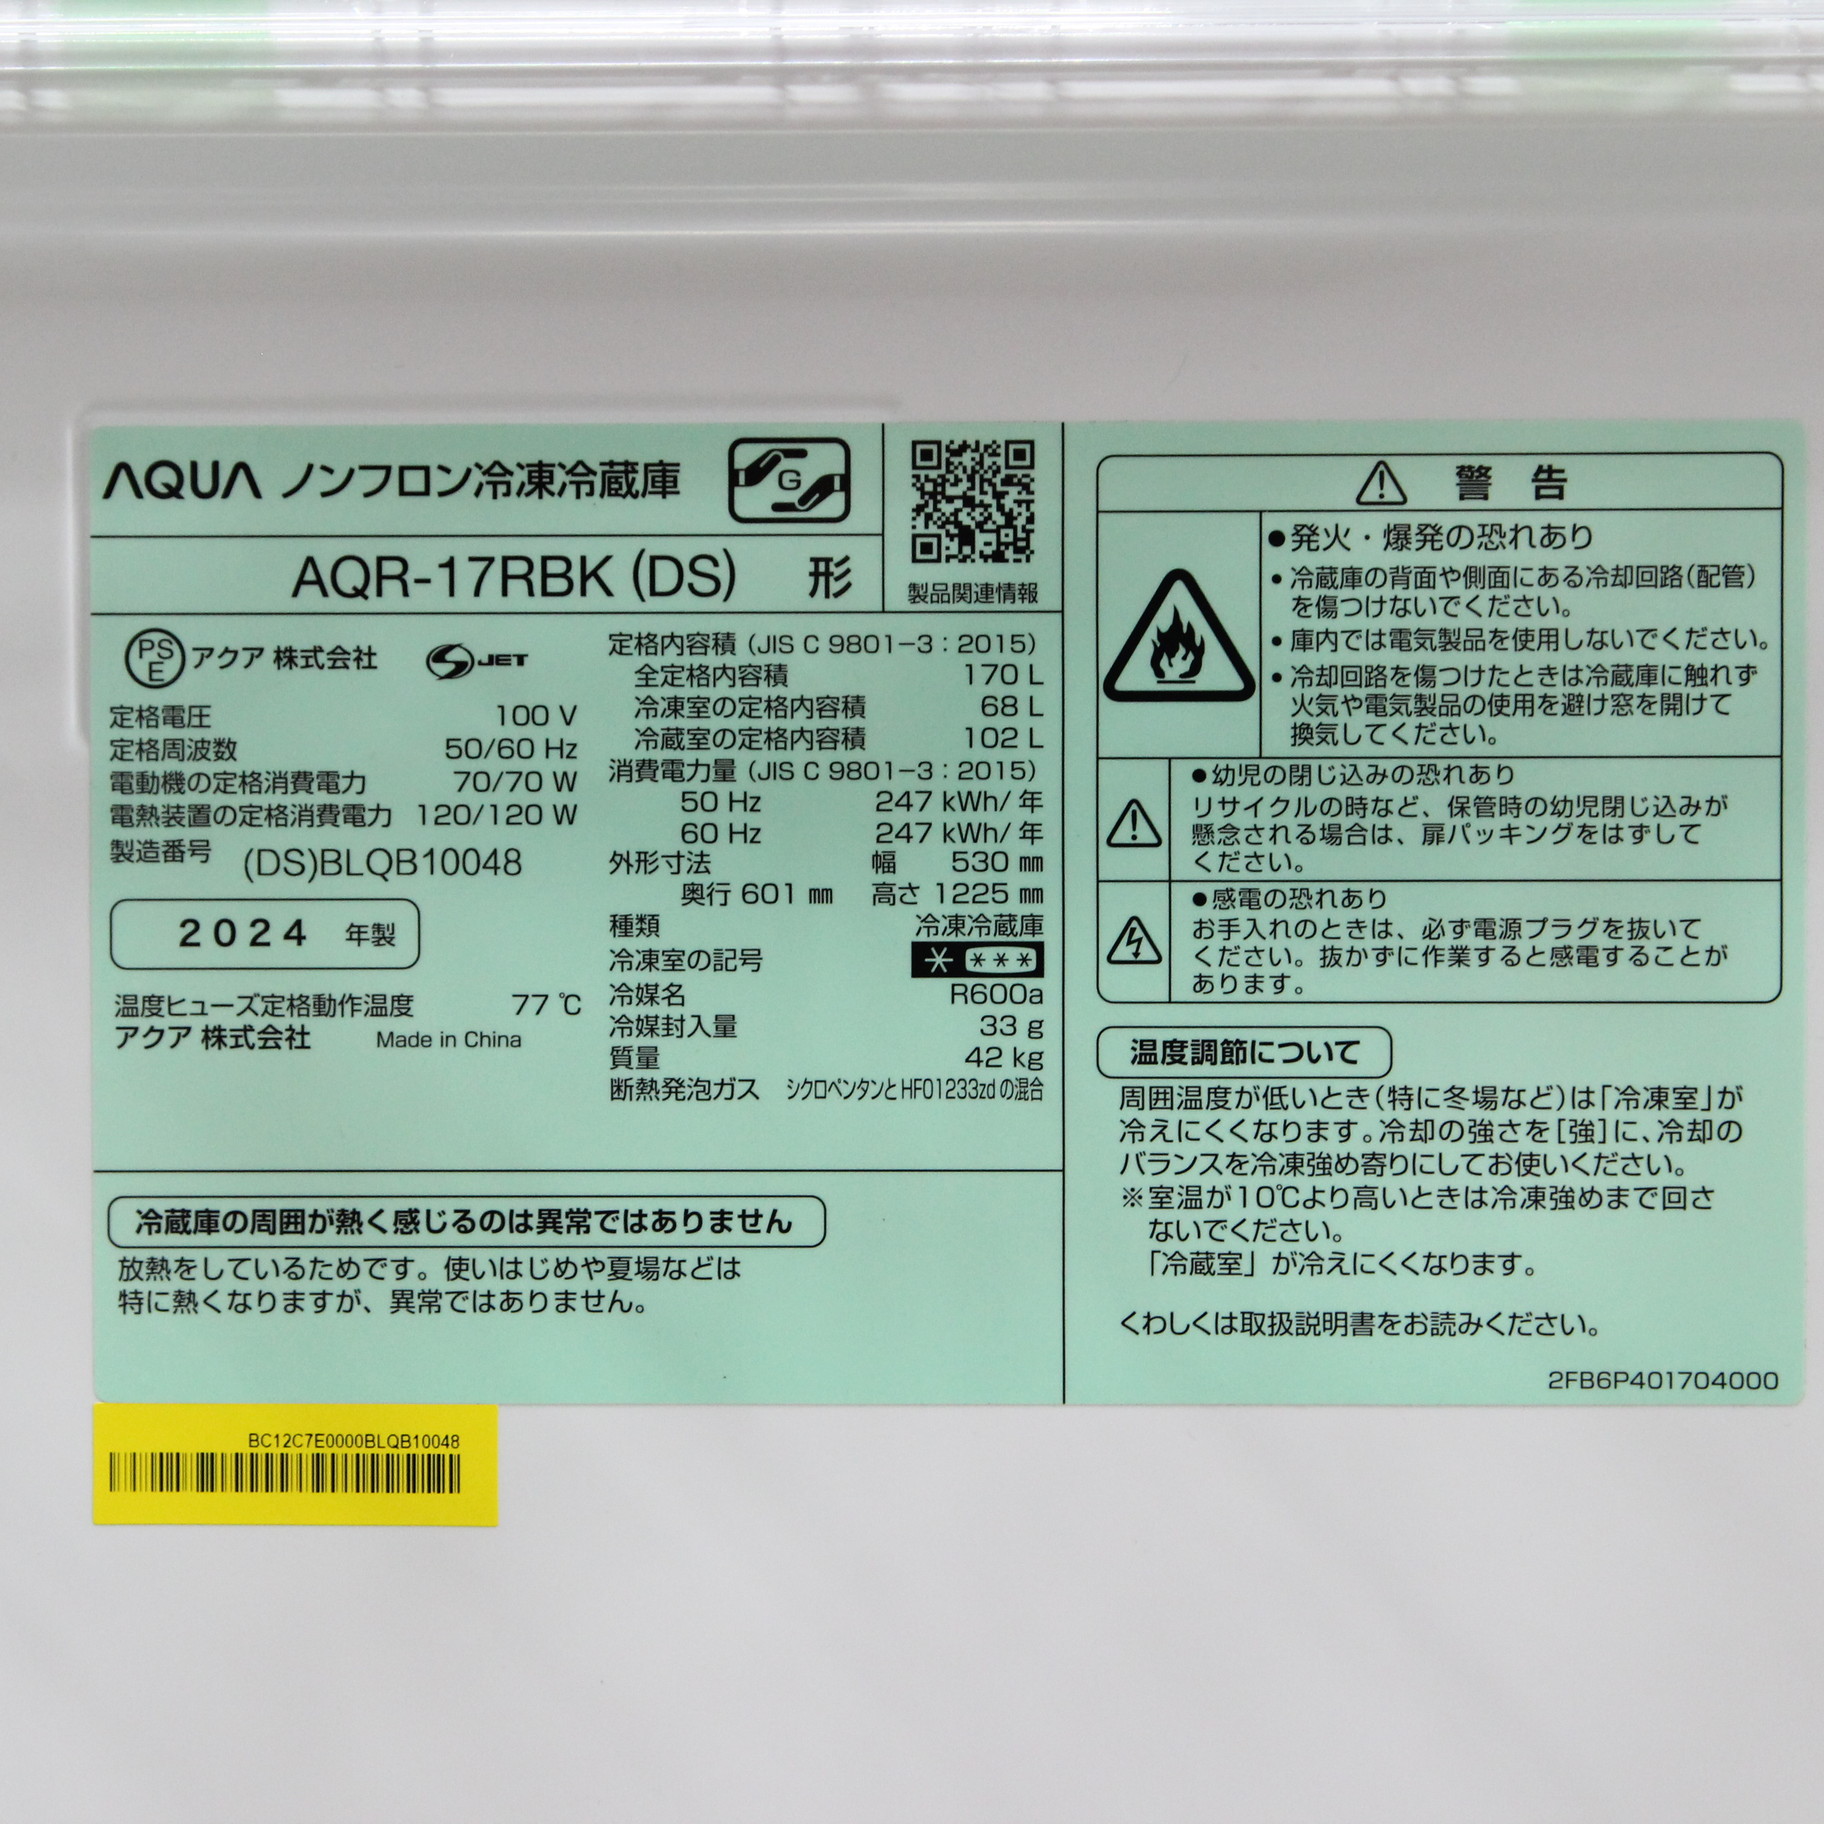 AQUA ノンフロン冷凍冷蔵庫
G
AQR-17RBK (DS) 形
製品関連情報
PS
E
アクア 株式会社
S JET
定格電圧 100 V
定格周波数 50/60 Hz
電動機の定格消費電力 70/70 W
電熱装置の定格消費電力 120/120 W
製造番号 (DS)BLQB10048
2024 年製
温度ヒューズ定格動作温度 77 ℃
アクア 株式会社 Made in China
定格内容積 (JIS C 9801-3 : 2015)
全定格内容積 170 L
冷凍室の定格内容積 68 L
冷蔵室の定格内容積 102 L
消費電力量 (JIS C 9801-3 : 2015)
50 Hz 247 kWh/ 年
60 Hz 247 kWh/ 年
外形寸法 幅 530 ㎜
奥行 601 ㎜ 高さ 1225 ㎜
種類 冷凍冷蔵庫
冷凍室の記号 * ***
冷媒名 R600a
冷媒封入量 33 g
質量 42 kg
断熱発泡ガス シクロペンタンとHFO1233zdの混合
冷蔵庫の周囲が熱く感じるのは異常ではありません
放熱をしているためです。使いはじめや夏場などは
特に熱くなりますが、異常ではありません。
警 告
●発火・爆発の恐れあり
・冷蔵庫の背面や側面にある冷却回路(配管)
を傷つけないでください。
・庫内では電気製品を使用しないでください。
・冷却回路を傷つけたときは冷蔵庫に触れず
火気や電気製品の使用を避け窓を開けて
換気してください。
●幼児の閉じ込みの恐れあり
リサイクルの時など、保管時の幼児閉じ込みが
懸念される場合は、扉パッキングをはずして
ください。
●感電の恐れあり
お手入れのときは、必ず電源プラグを抜いて
ください。抜かずに作業すると感電することが
あります。
温度調節について
周囲温度が低いとき(特に冬場など)は「冷凍室」が
冷えにくくなります。冷却の強さを[強]に、冷却の
バランスを冷凍強め寄りにしてお使いください。
※室温が10℃より高いときは冷凍強めまで回さ
ないでください。
「冷蔵室」が冷えにくくなります。
くわしくは取扱説明書をお読みください。
2FB6P401704000
BC12C7E0000BLQB10048